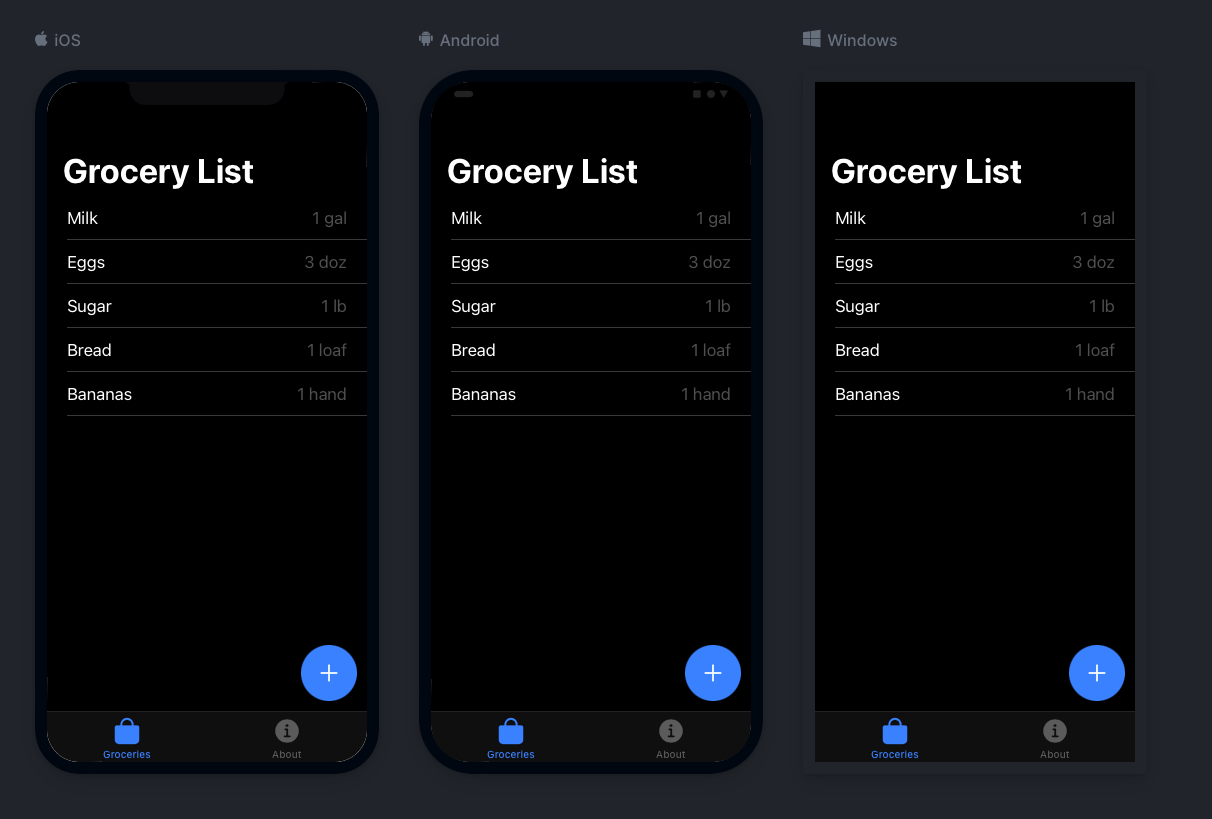 iOS
Grocery List
Milk 1 gal
Eggs 3 doz
Sugar 1 lb
Bread 1 loaf
Bananas 1 hand
Groceries About
Android
Grocery List
Milk 1 gal
Eggs 3 doz
Sugar 1 lb
Bread 1 loaf
Bananas 1 hand
Groceries About
Windows
Grocery List
Milk 1 gal
Eggs 3 doz
Sugar 1 lb
Bread 1 loaf
Bananas 1 hand
Groceries About